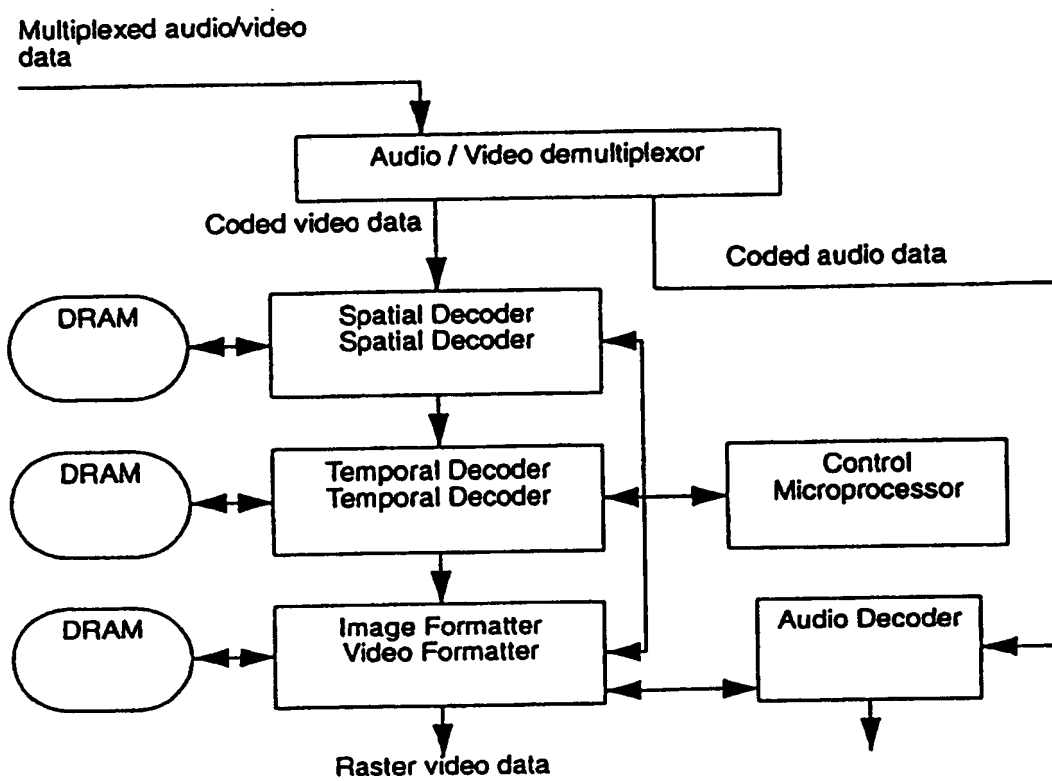 Multiplexed audio/video
data
Audio / Video demultiplexor
Coded video data
Coded audio data
DRAM
Spatial Decoder
Spatial Decoder
DRAM
Temporal Decoder
Temporal Decoder
Control
Microprocessor
DRAM
Image Formatter
Video Formatter
Audio Decoder
Raster video data